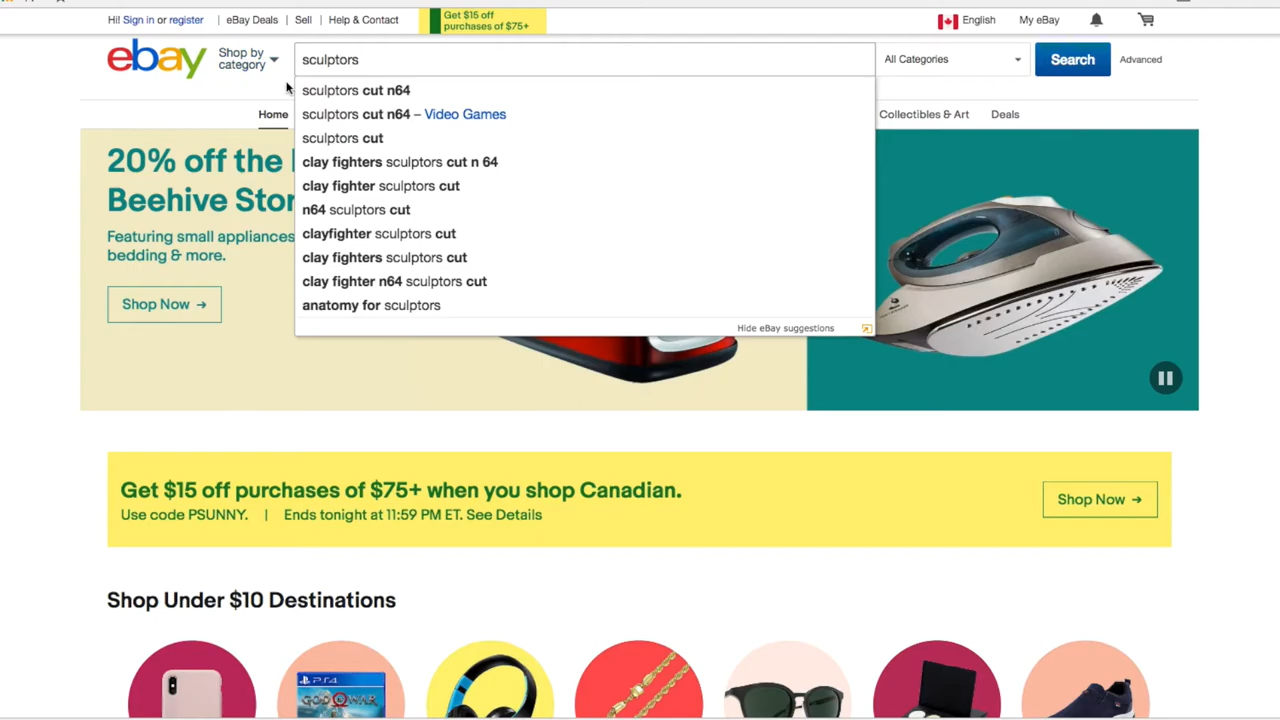 Hi! Sign in or register
eBay Deals
Sell
Help & Contact
Get $15 off
purchases of $75+
English
My eBay
ebay
Shop by
category
sculptors
All Categories
Search
Advanced
sculptors cut n64
sculptors cut n64 – Video Games
sculptors cut
clay fighters sculptors cut n 64
clay fighter sculptors cut
n64 sculptors cut
clayfighter sculptors cut
clay fighters sculptors cut
clay fighter n64 sculptors cut
anatomy for sculptors
Hide eBay suggestions
Home
Collectibles & Art
Deals
20% off the
Beehive Stor
Featuring small appliances
bedding & more.
Shop Now →
Get $15 off purchases of $75+ when you shop Canadian.
Use code PSUNNY. | Ends tonight at 11:59 PM ET. See Details
Shop Now →
Shop Under $10 Destinations
PS4
GOD OF WAR